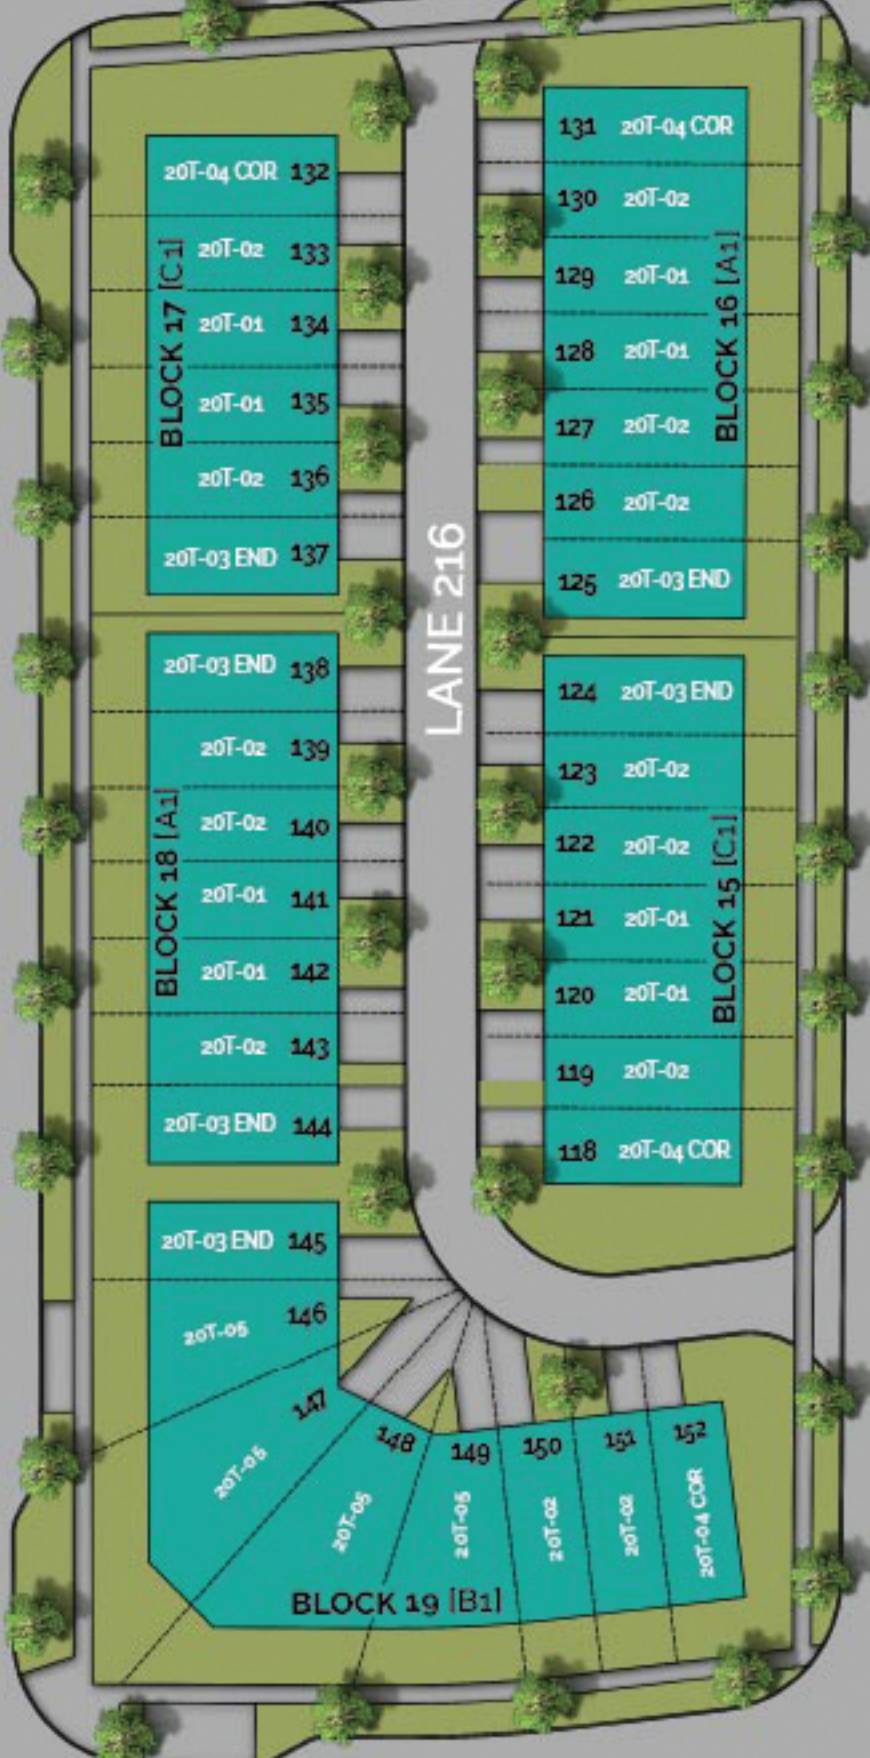 132 20T-04 COR
133 20T-02
134 20T-01
135 20T-01
136 20T-02
137 20T-03 END
BLOCK 17 [C1]
138 20T-03 END
139 20T-02
140 20T-02
141 20T-01
142 20T-01
143 20T-02
144 20T-03 END
BLOCK 18 [A1]
145 20T-03 END
146 20T-05
147 20T-05
148 20T-05
149 20T-05
150 20T-02
151 20T-02
152 20T-04 COR
BLOCK 19 [B1]
LANE 216
131 20T-04 COR
130 20T-02
129 20T-01
128 20T-01
127 20T-02
126 20T-02
125 20T-03 END
BLOCK 16 [A1]
124 20T-03 END
123 20T-02
122 20T-02
121 20T-01
120 20T-01
119 20T-02
118 20T-04 COR
BLOCK 15 [C1]